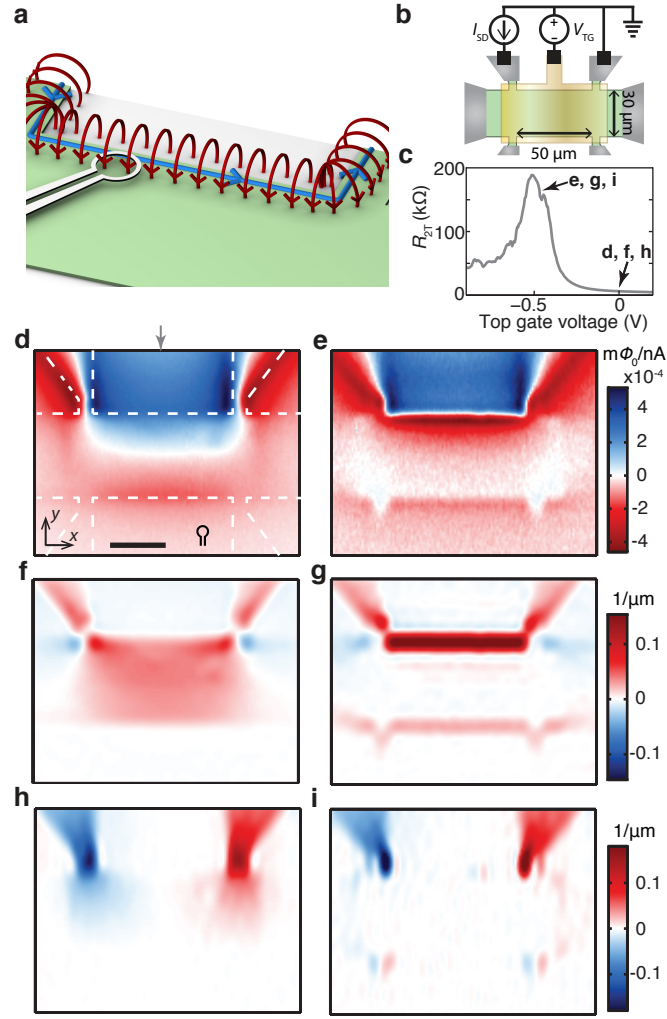 a
b
I_SD
+
−
V_TG
30 μm
50 μm
c
200
100
0
R_2T (kΩ)
e, g, i
d, f, h
−0.5
0
Top gate voltage (V)
d
e
mΦ₀/nA
x10⁻⁴
4
2
0
-2
-4
y
x
f
g
1/μm
0.1
0
-0.1
h
i
1/μm
0.1
0
-0.1